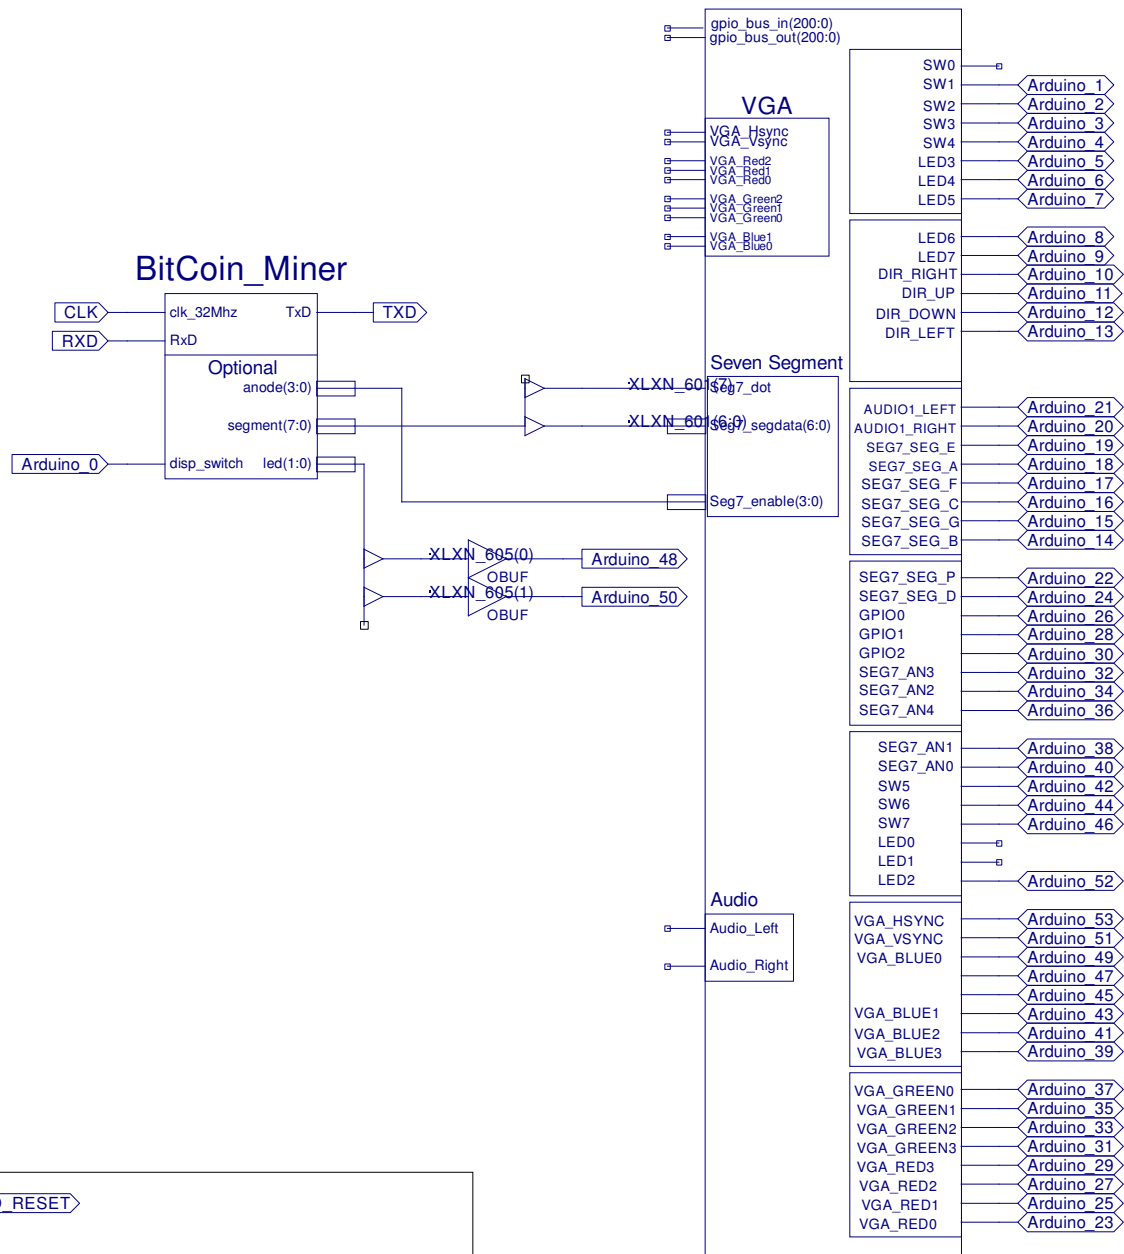 gpio_bus_in(200:0)
gpio_bus_out(200:0)
VGA
VGA_Hsync
VGA_Vsync
VGA_Red2
VGA_Red1
VGA_Red0
VGA_Green2
VGA_Green1
VGA_Green0
VGA_Blue1
VGA_Blue0
BitCoin_Miner
CLK
clk_32Mhz
TxD
TXD
RXD
RxD
Optional
anode(3:0)
segment(7:0)
Arduino_0
disp_switch
led(1:0)
Seven Segment
XLXN_601(7)
Seg7_dot
XLXN_601(6:0)
Seg7_segdata(6:0)
Seg7_enable(3:0)
XLXN_605(0)
OBUF
Arduino_48
XLXN_605(1)
OBUF
Arduino_50
Audio
Audio_Left
Audio_Right
SW0
SW1 Arduino_1
SW2 Arduino_2
SW3 Arduino_3
SW4 Arduino_4
LED3 Arduino_5
LED4 Arduino_6
LED5 Arduino_7
LED6 Arduino_8
LED7 Arduino_9
DIR_RIGHT Arduino_10
DIR_UP Arduino_11
DIR_DOWN Arduino_12
DIR_LEFT Arduino_13
AUDIO1_LEFT Arduino_21
AUDIO1_RIGHT Arduino_20
SEG7_SEG_E Arduino_19
SEG7_SEG_A Arduino_18
SEG7_SEG_F Arduino_17
SEG7_SEG_C Arduino_16
SEG7_SEG_G Arduino_15
SEG7_SEG_B Arduino_14
SEG7_SEG_P Arduino_22
SEG7_SEG_D Arduino_24
GPIO0 Arduino_26
GPIO1 Arduino_28
GPIO2 Arduino_30
SEG7_AN3 Arduino_32
SEG7_AN2 Arduino_34
SEG7_AN4 Arduino_36
SEG7_AN1 Arduino_38
SEG7_AN0 Arduino_40
SW5 Arduino_42
SW6 Arduino_44
SW7 Arduino_46
LED0
LED1
LED2 Arduino_52
VGA_HSYNC Arduino_53
VGA_VSYNC Arduino_51
VGA_BLUE0 Arduino_49
Arduino_47
Arduino_45
VGA_BLUE1 Arduino_43
VGA_BLUE2 Arduino_41
VGA_BLUE3 Arduino_39
VGA_GREEN0 Arduino_37
VGA_GREEN1 Arduino_35
VGA_GREEN2 Arduino_33
VGA_GREEN3 Arduino_31
VGA_RED3 Arduino_29
VGA_RED2 Arduino_27
VGA_RED1 Arduino_25
VGA_RED0 Arduino_23
_RESET